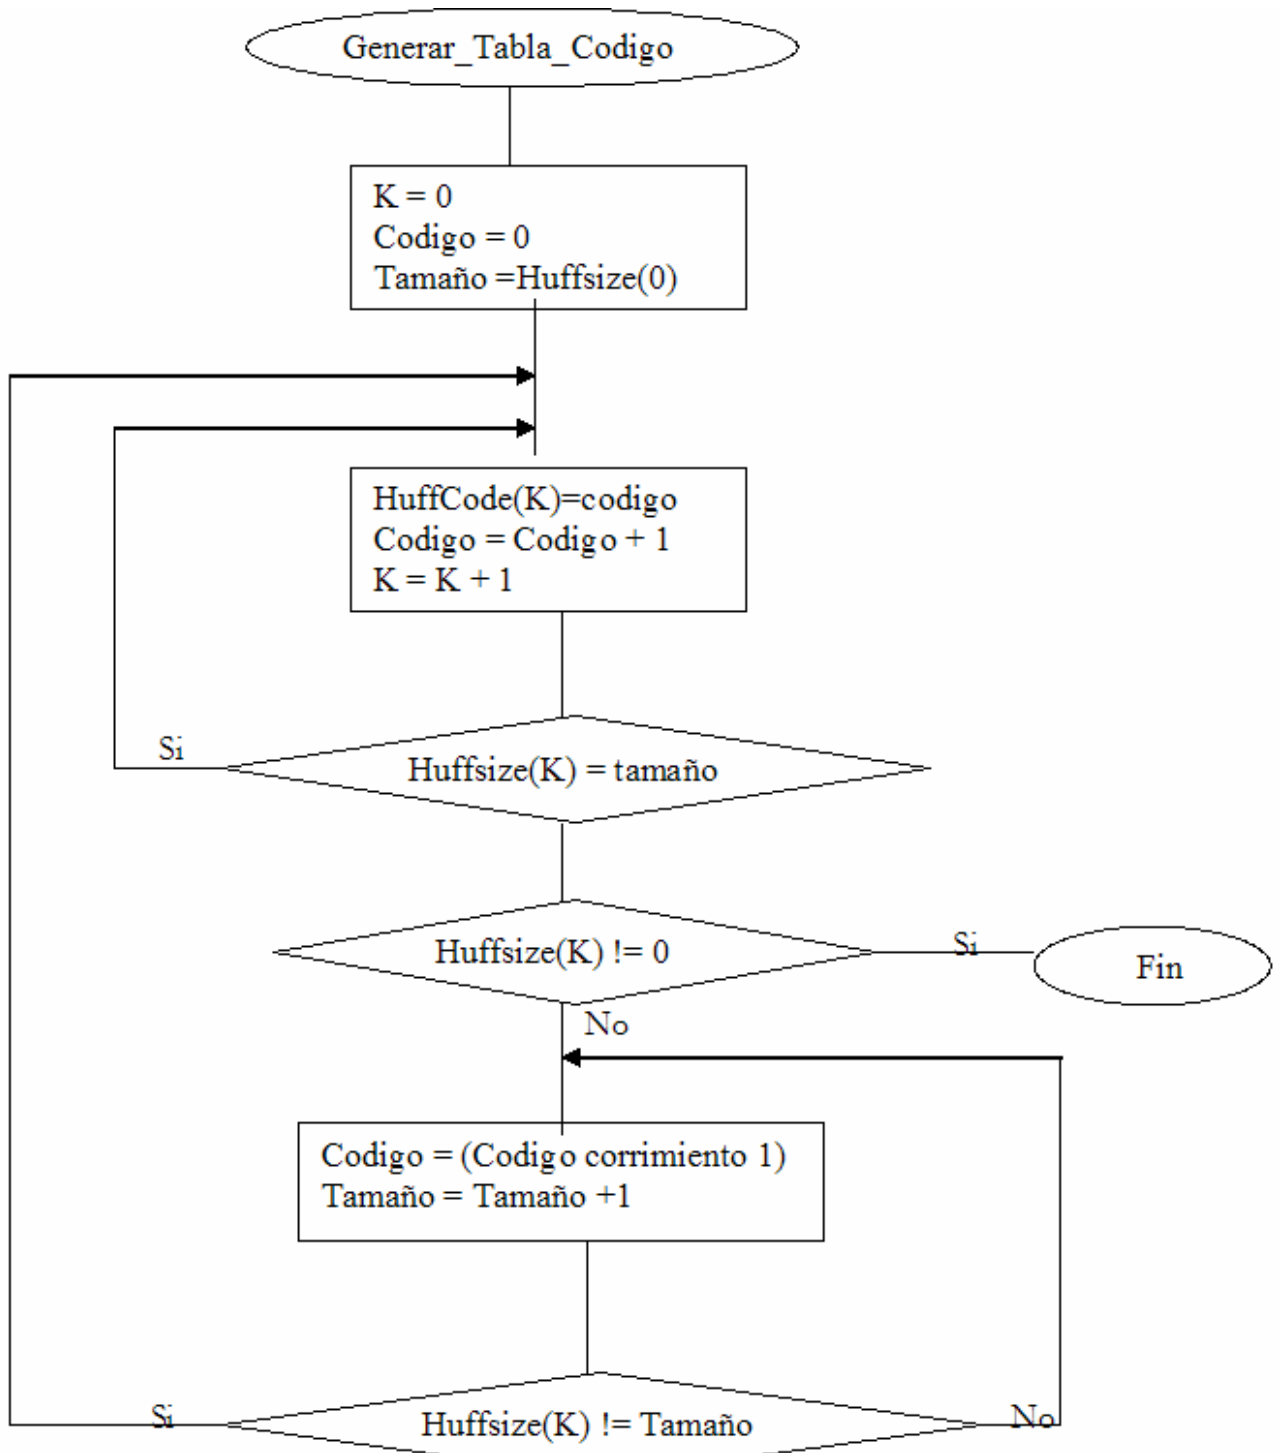 Generar_Tabla_Codigo
K = 0
Codigo = 0
Tamaño =Huffsize(0)
HuffCode(K)=codigo
Codigo = Codigo + 1
K = K + 1
Si
Huffsize(K) = tamaño
Huffsize(K) != 0
Si
Fin
No
Codigo = (Codigo corrimiento 1)
Tamaño = Tamaño +1
Si
Huffsize(K) != Tamaño
No